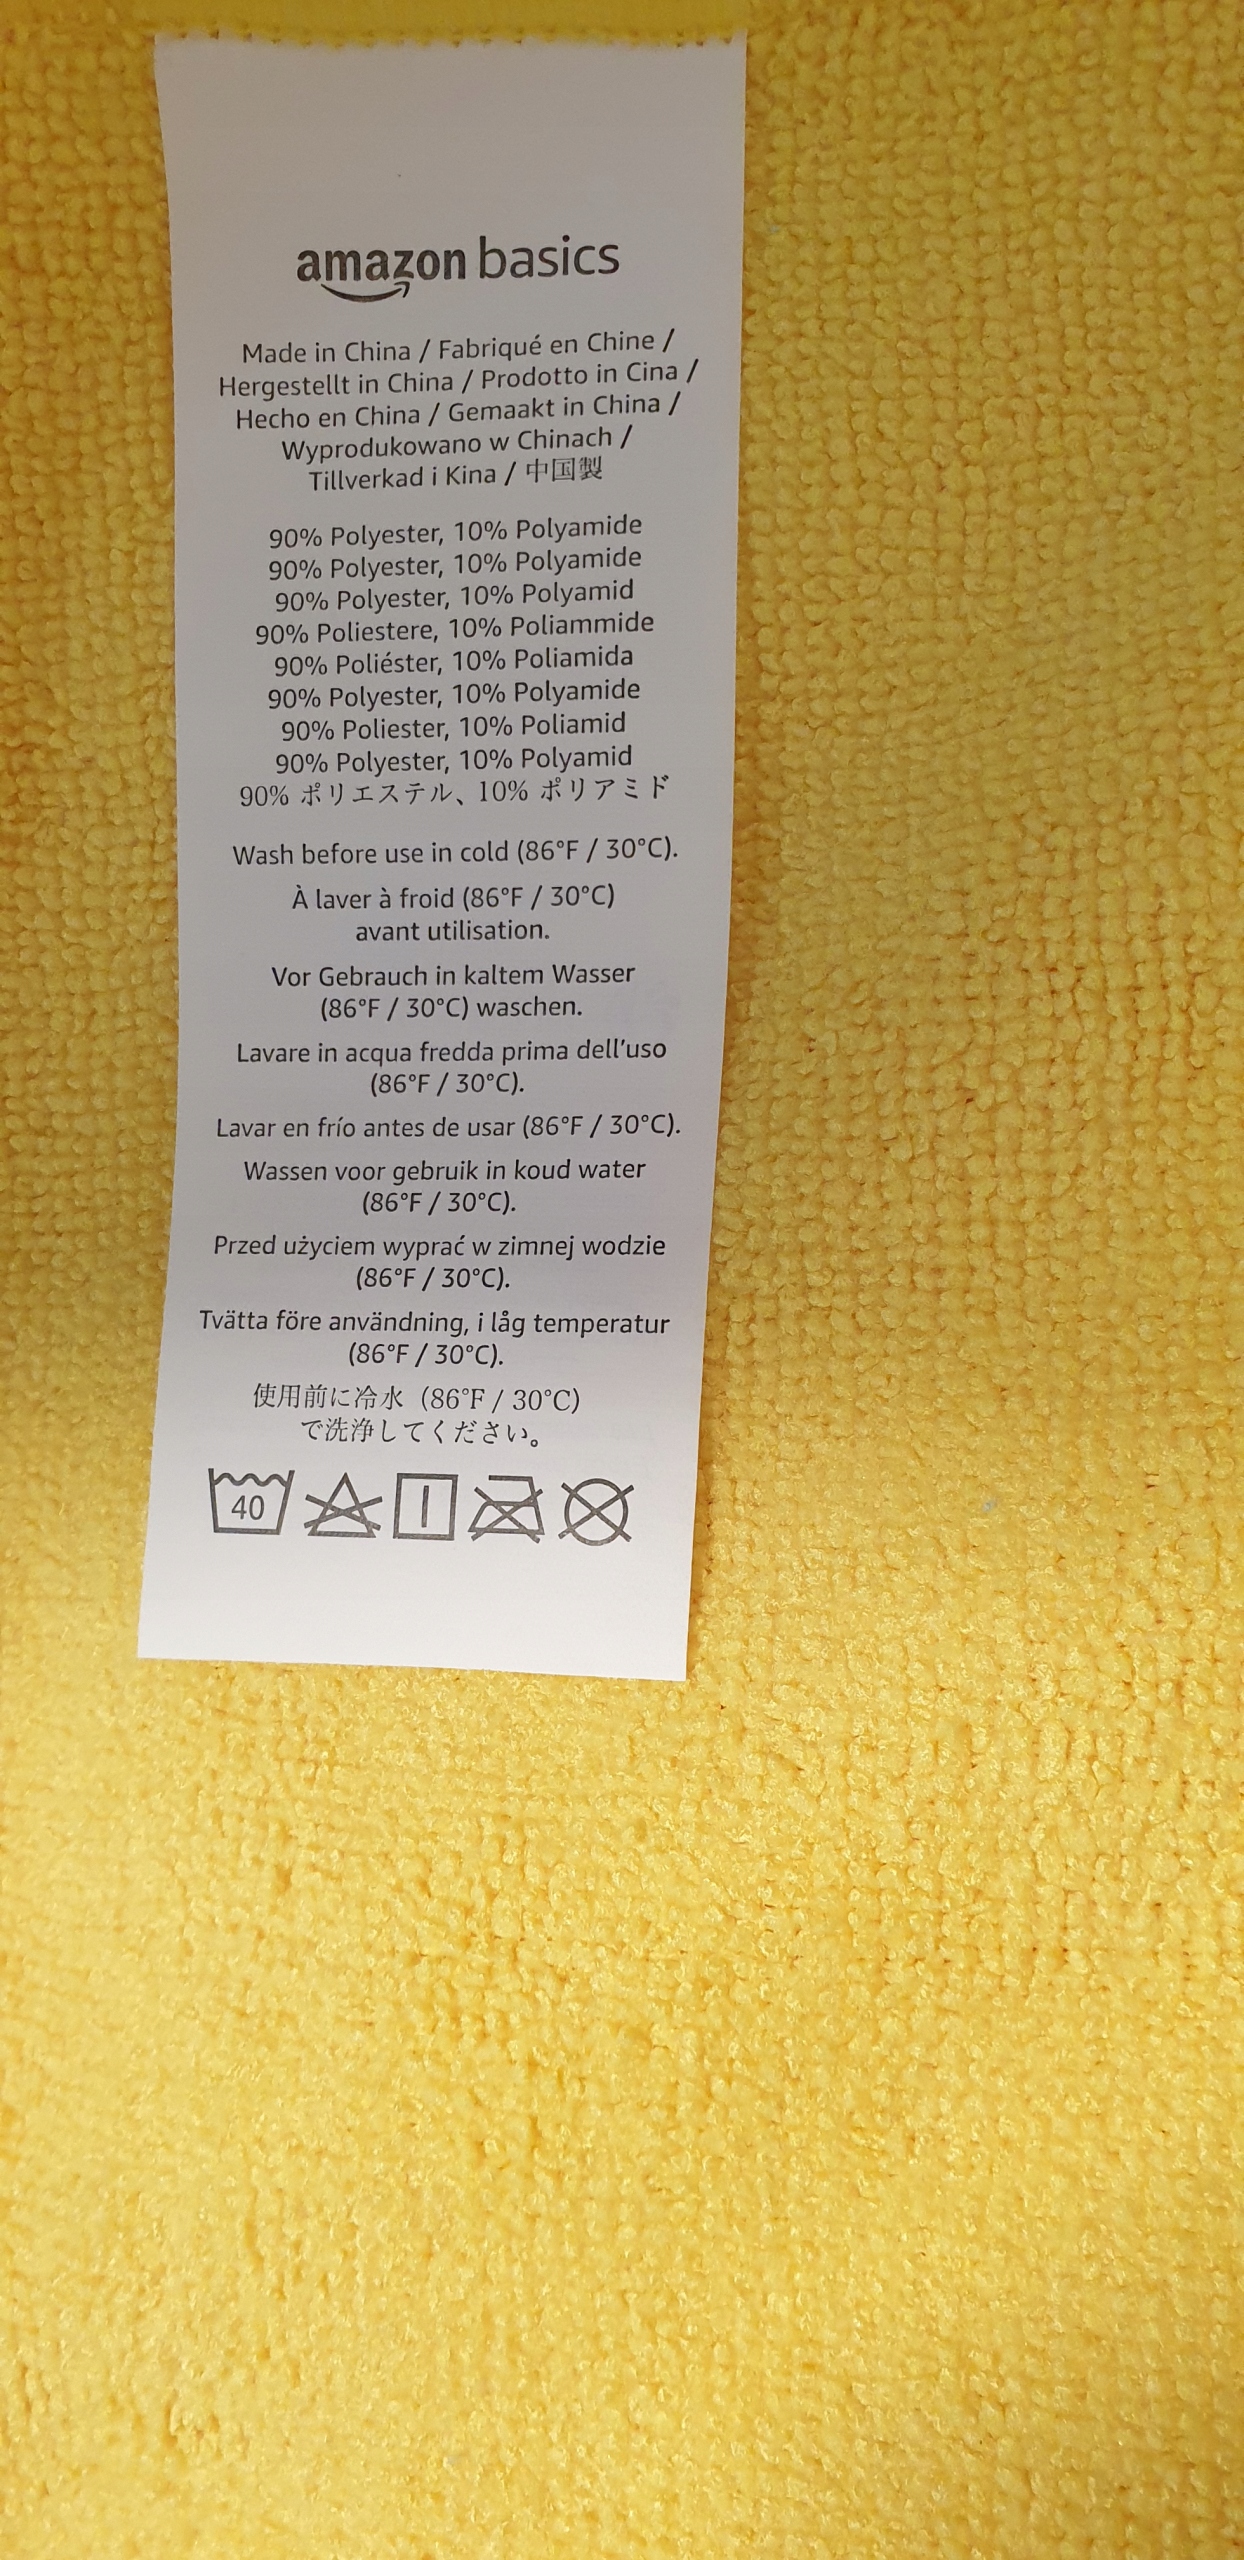 amazon basics
Made in China / Fabriqué en Chine /
Hergestellt in China / Prodotto in Cina /
Hecho en China / Gemaakt in China /
Wyprodukowano w Chinach /
Tillverkad i Kina / 中国製
90% Polyester, 10% Polyamide
90% Polyester, 10% Polyamide
90% Polyester, 10% Polyamid
90% Poliestere, 10% Poliammide
90% Poliéster, 10% Poliamida
90% Polyester, 10% Polyamide
90% Poliester, 10% Poliamid
90% Polyester, 10% Polyamid
90% ポリエステル、10% ポリアミド
Wash before use in cold (86°F / 30°C).
À laver à froid (86°F / 30°C)
avant utilisation.
Vor Gebrauch in kaltem Wasser
(86°F / 30°C) waschen.
Lavare in acqua fredda prima dell’uso
(86°F / 30°C).
Lavar en frío antes de usar (86°F / 30°C).
Wassen voor gebruik in koud water
(86°F / 30°C).
Przed użyciem wyprać w zimnej wodzie
(86°F / 30°C).
Tvätta före användning, i låg temperatur
(86°F / 30°C).
使用前に冷水 (86°F / 30°C)
で洗浄してください。
40